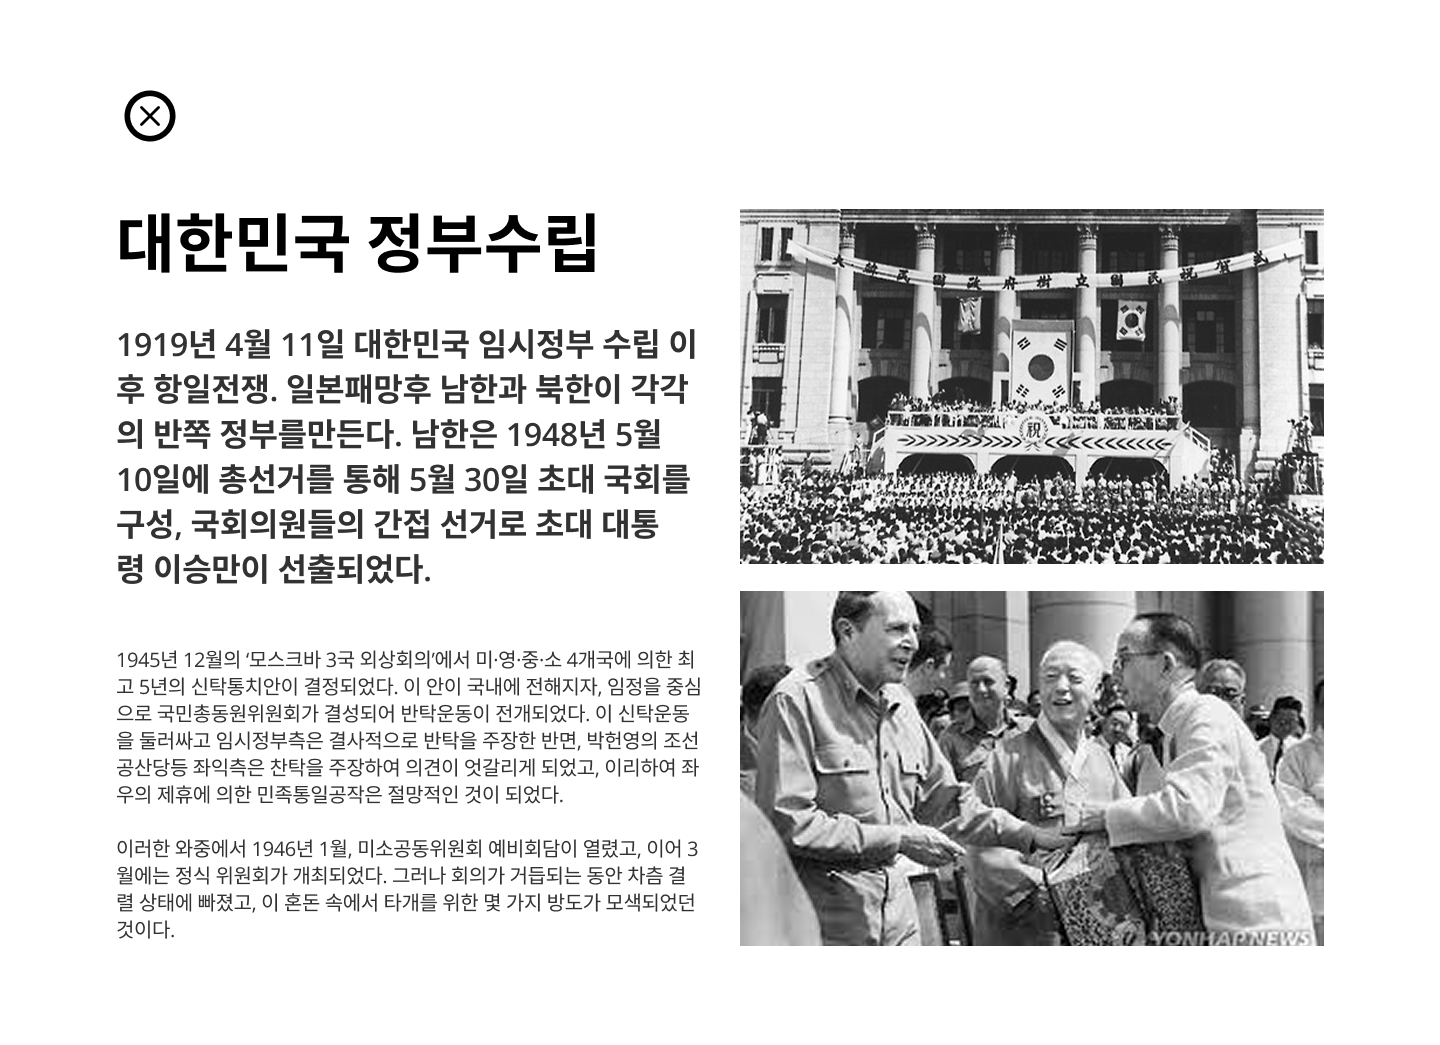 대한민국 정부수립
1919년 4월 11일 대한민국 임시정부 수립 이
후 항일전쟁. 일본패망후 남한과 북한이 각각
의 반쪽 정부를만든다. 남한은 1948년 5월
10일에 총선거를 통해 5월 30일 초대 국회를
구성, 국회의원들의 간접 선거로 초대 대통
령 이승만이 선출되었다.
1945년 12월의 ‘모스크바 3국 외상회의’에서 미·영·중·소 4개국에 의한 최
고 5년의 신탁통치안이 결정되었다. 이 안이 국내에 전해지자, 임정을 중심
으로 국민총동원위원회가 결성되어 반탁운동이 전개되었다. 이 신탁운동
을 둘러싸고 임시정부측은 결사적으로 반탁을 주장한 반면, 박헌영의 조선
공산당등 좌익측은 찬탁을 주장하여 의견이 엇갈리게 되었고, 이리하여 좌
우의 제휴에 의한 민족통일공작은 절망적인 것이 되었다.
이러한 와중에서 1946년 1월, 미소공동위원회 예비회담이 열렸고, 이어 3
월에는 정식 위원회가 개최되었다. 그러나 회의가 거듭되는 동안 차츰 결
렬 상태에 빠졌고, 이 혼돈 속에서 타개를 위한 몇 가지 방도가 모색되었던
것이다.
大韓民國政府樹立國民祝賀式
祝
YONHAP NEWS